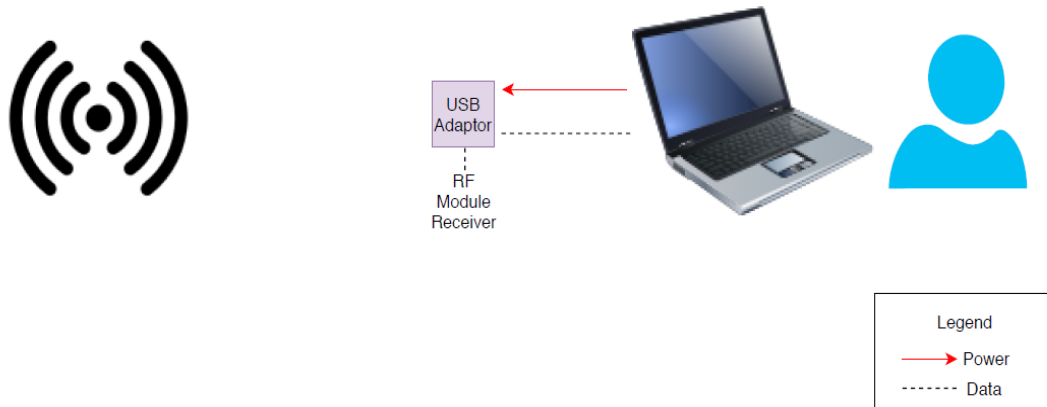 USB
Adaptor
RF
Module
Receiver
Legend
Power
Data